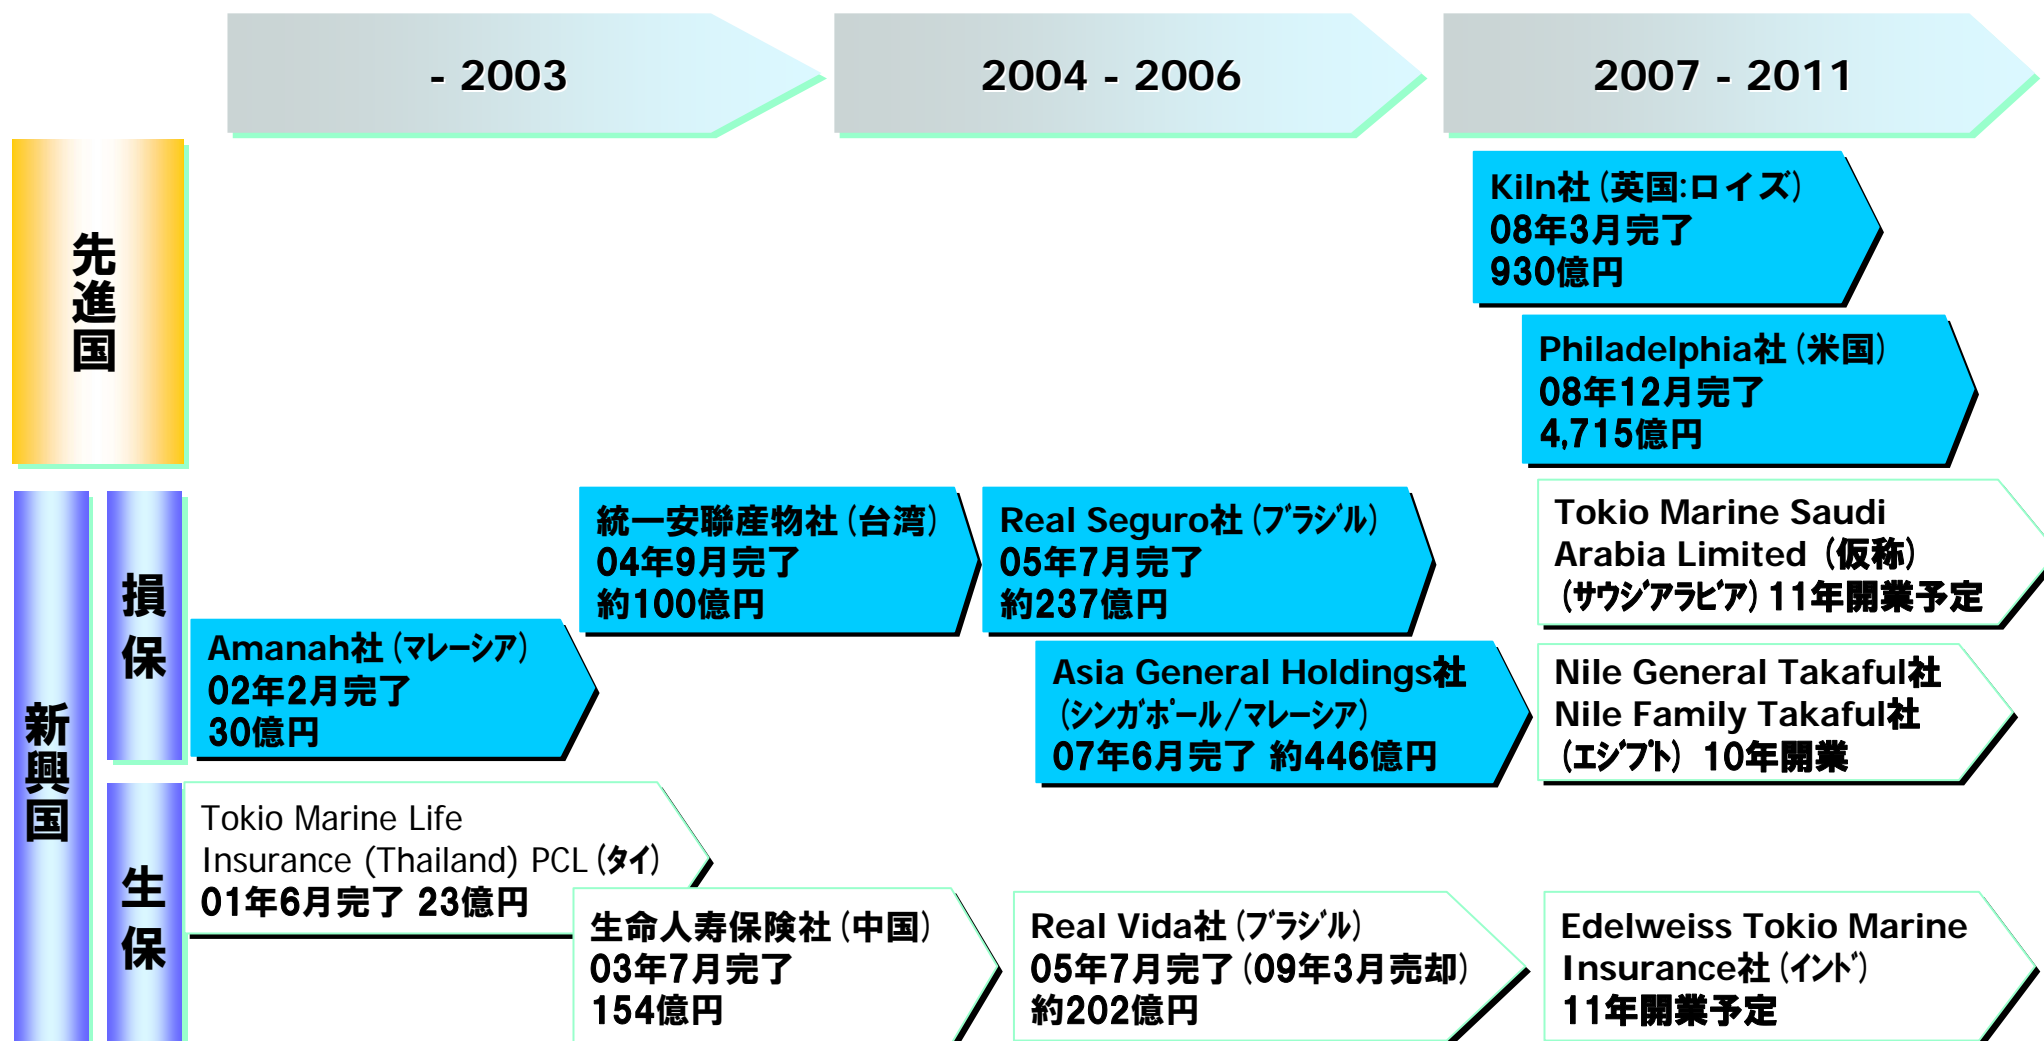 - 2003
2004 - 2006
2007 - 2011
先進国
Kiln社（英国:ロイズ）
08年3月完了
930億円
Philadelphia社（米国）
08年12月完了
4,715億円
新興国
損保
統一安聯産物社（台湾）
04年9月完了
約100億円
Real Seguro社（ﾌﾞﾗｼﾞﾙ）
05年7月完了
約237億円
Tokio Marine Saudi
Arabia Limited（仮称）
（ｻｳｼﾞｱﾗﾋﾞｱ）11年開業予定
Amanah社（ﾏﾚｰｼｱ）
02年2月完了
30億円
Asia General Holdings社
（ｼﾝｶﾞﾎﾟｰﾙ/ﾏﾚｰｼｱ）
07年6月完了 約446億円
Nile General Takaful社
Nile Family Takaful社
（ｴｼﾞﾌﾟﾄ） 10年開業
生保
Tokio Marine Life
Insurance (Thailand) PCL（ﾀｲ）
01年6月完了 23億円
生命人寿保険社（中国）
03年7月完了
154億円
Real Vida社（ﾌﾞﾗｼﾞﾙ）
05年7月完了（09年3月売却）
約202億円
Edelweiss Tokio Marine
Insurance社（ｲﾝﾄﾞ）
11年開業予定